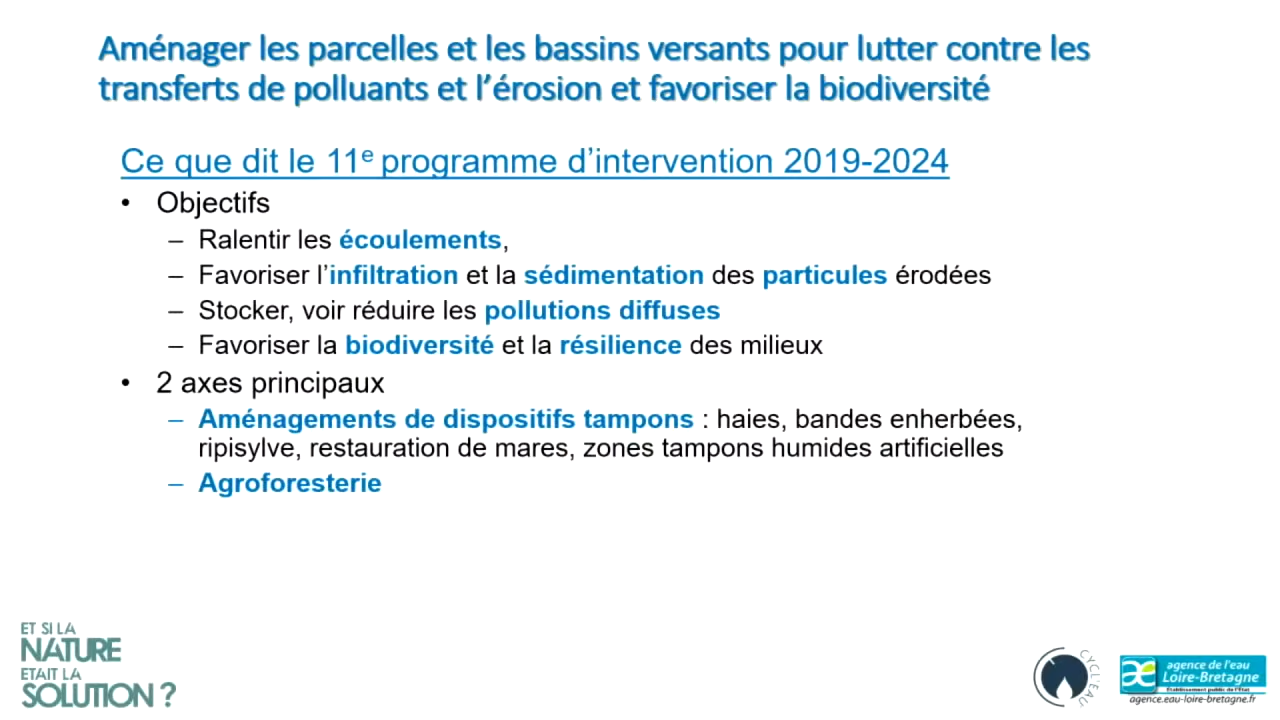 Aménager les parcelles et les bassins versants pour lutter contre les
transferts de polluants et l’érosion et favoriser la biodiversité
Ce que dit le 11e programme d’intervention 2019-2024
• Objectifs
– Ralentir les écoulements,
– Favoriser l’infiltration et la sédimentation des particules érodées
– Stocker, voir réduire les pollutions diffuses
– Favoriser la biodiversité et la résilience des milieux
• 2 axes principaux
– Aménagements de dispositifs tampons : haies, bandes enherbées,
ripisylve, restauration de mares, zones tampons humides artificielles
– Agroforesterie
ET SI LA
NATURE
ETAIT LA
SOLUTION ?
CYCL'EAU
agence de l'eau
Loire-Bretagne
Établissement public de l'État
agence.eau-loire-bretagne.fr